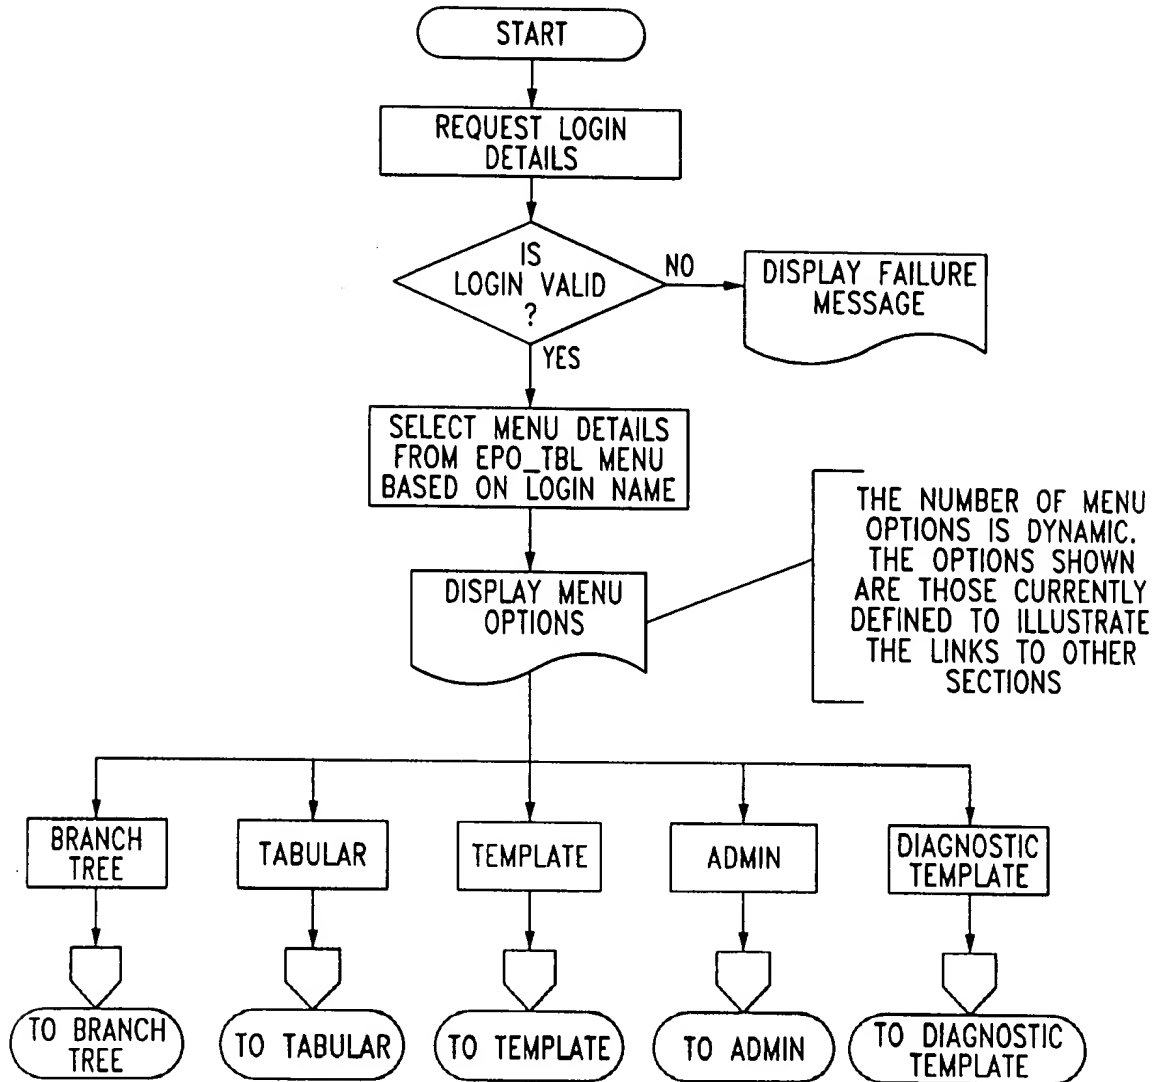 START
REQUEST LOGIN
DETAILS
IS
LOGIN VALID
?
NO
DISPLAY FAILURE
MESSAGE
YES
SELECT MENU DETAILS
FROM EPO_TBL MENU
BASED ON LOGIN NAME
DISPLAY MENU
OPTIONS
THE NUMBER OF MENU
OPTIONS IS DYNAMIC.
THE OPTIONS SHOWN
ARE THOSE CURRENTLY
DEFINED TO ILLUSTRATE
THE LINKS TO OTHER
SECTIONS
BRANCH
TREE
TABULAR
TEMPLATE
ADMIN
DIAGNOSTIC
TEMPLATE
TO BRANCH
TREE
TO TABULAR
TO TEMPLATE
TO ADMIN
TO DIAGNOSTIC
TEMPLATE